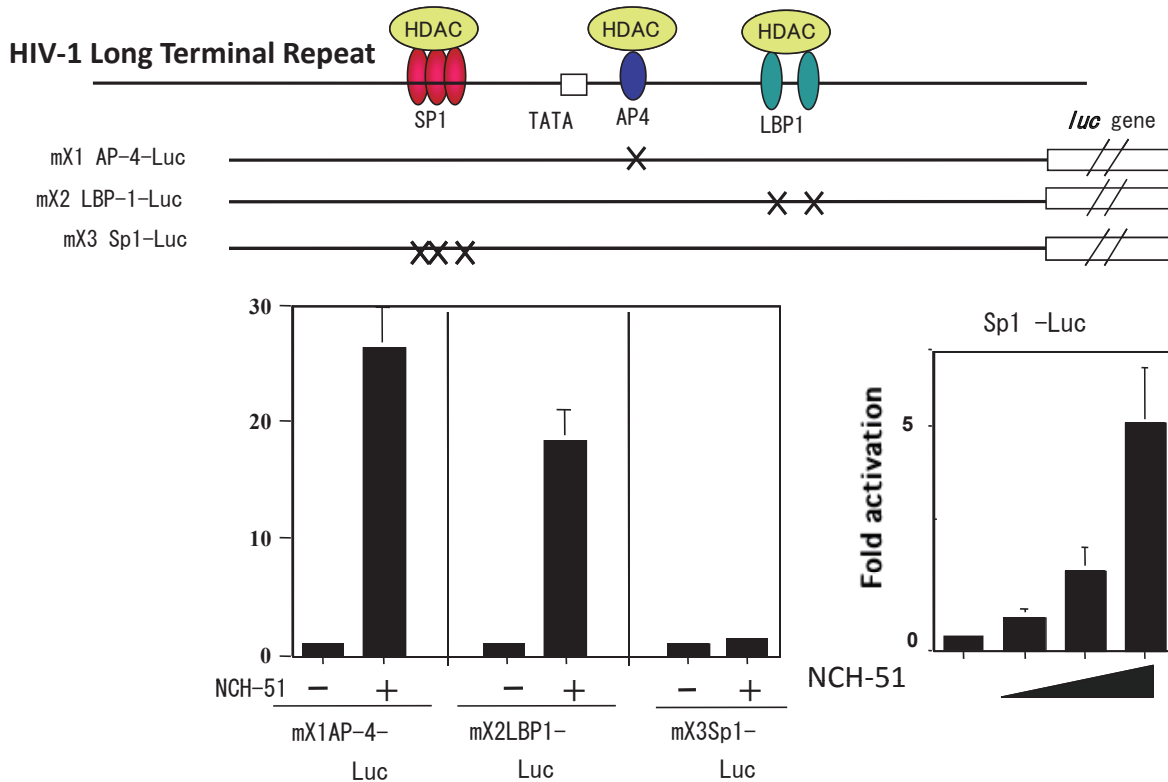 HDAC HDAC HDAC
HIV-1 Long Terminal Repeat
SP1 TATA AP4 LBP1
luc gene
mX1 AP-4-Luc
mX2 LBP-1-Luc
mX3 Sp1-Luc
30
20
10
0
NCH-51 − + − + − +
mX1AP-4-
Luc
mX2LBP1-
Luc
mX3Sp1-
Luc
Sp1 -Luc
Fold activation
5
0
NCH-51